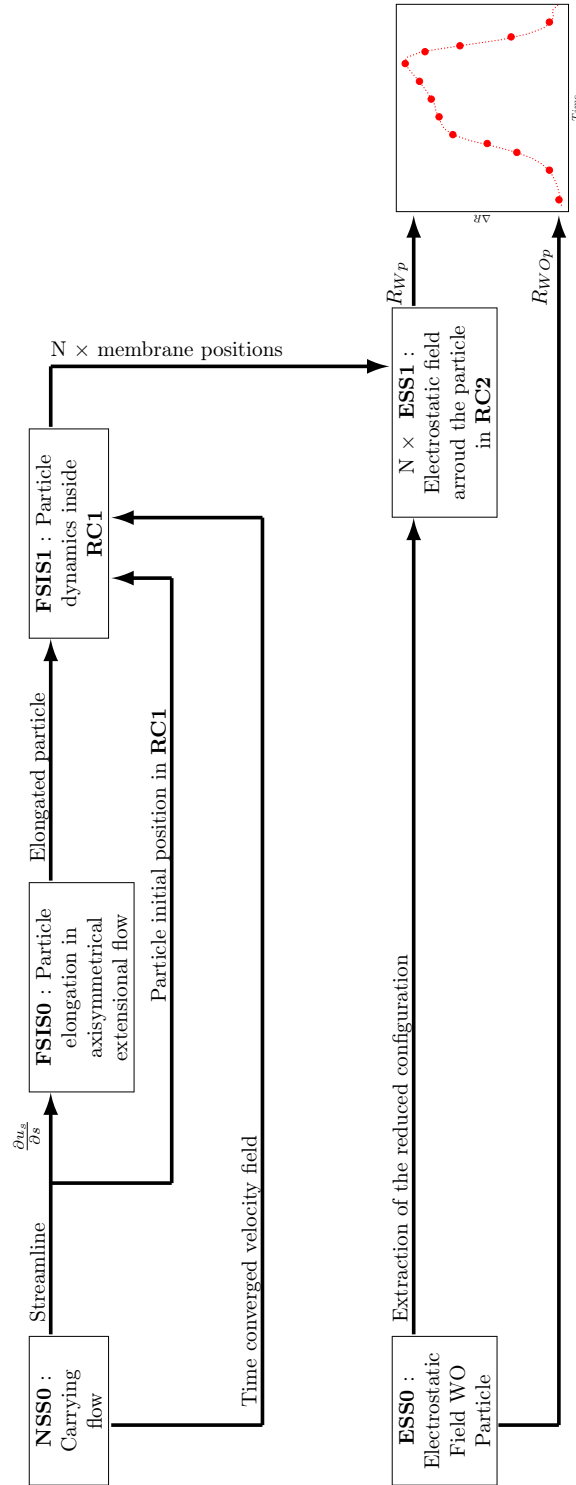 NSS0 :
Carrying
flow
Streamline
∂u_s/∂s
FSIS0 : Particle
elongation in
axisymmetrical
extensional flow
Elongated particle
FSIS1 : Particle
dynamics inside
RC1
Particle initial position in RC1
Time converged velocity field
N × membrane positions
ESS0 :
Electrostatic
Field WO
Particle
Extraction of the reduced configuration
N × ESS1 :
Electrostatic field
arroud the particle
in RC2
R_{Wp}
R_{WOp}
ΔR
Time